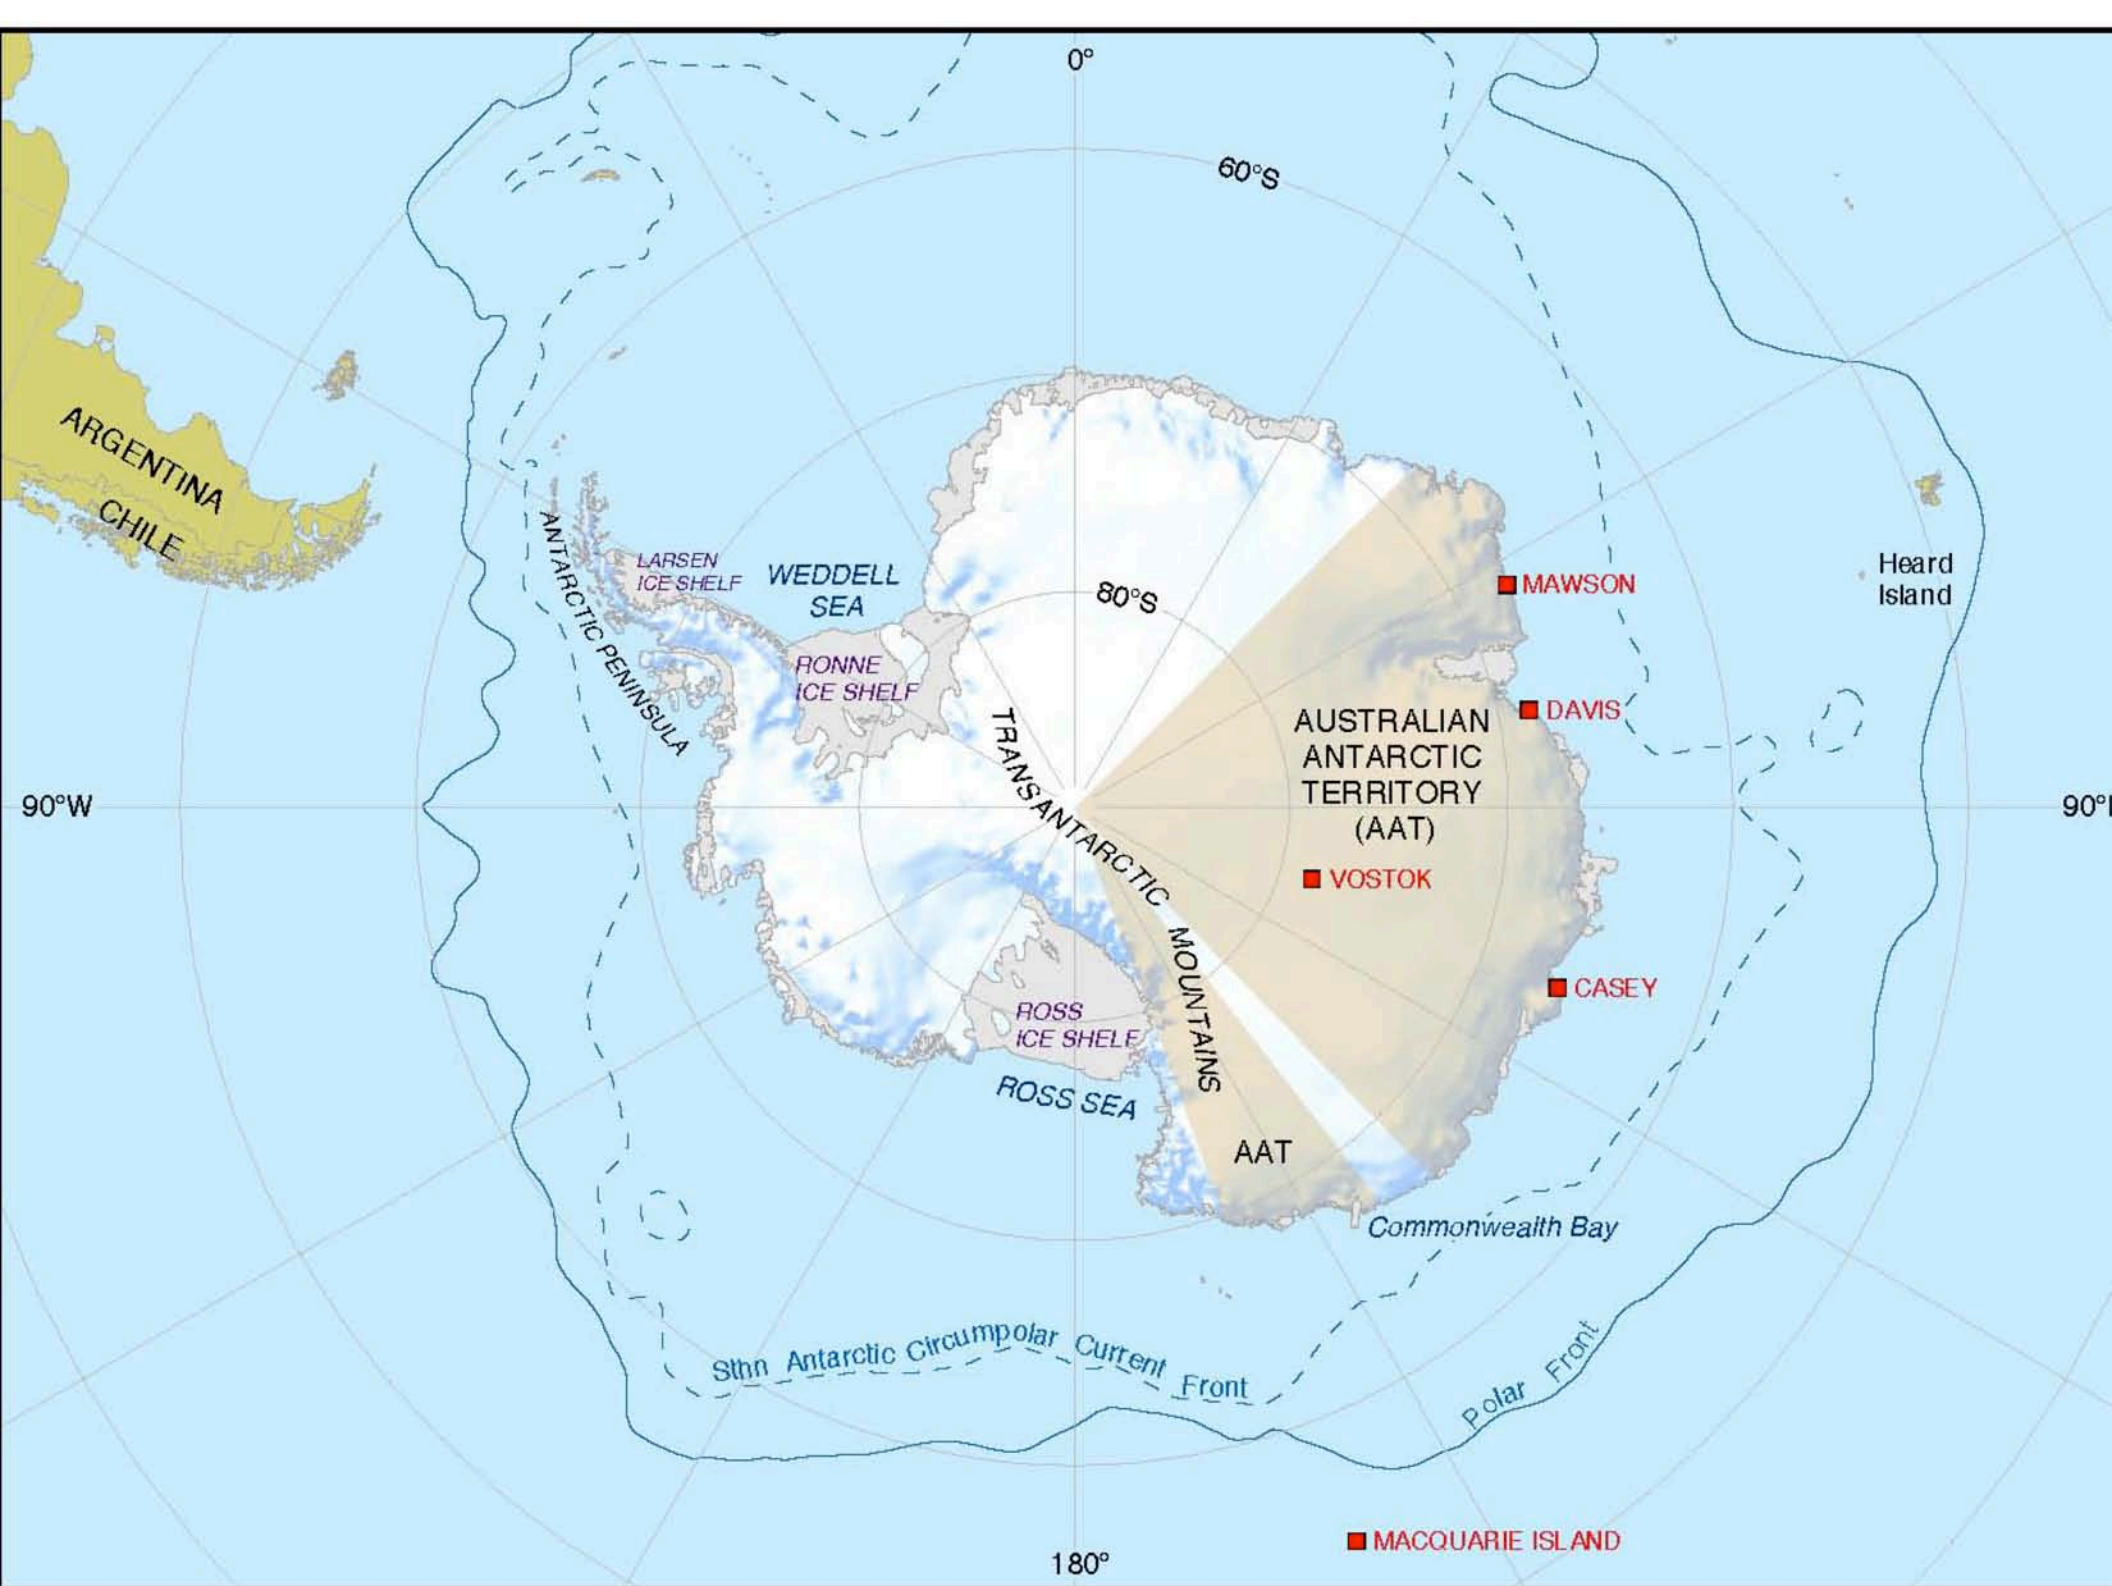 0°
60°S
ARGENTINA
CHILE
ANTARCTIC PENINSULA
LARSEN
ICE SHELF
WEDDELL
SEA
80°S
MAWSON
Heard
Island
RONNE
ICE SHELF
DAVIS
TRANSANTARCTIC MOUNTAINS
AUSTRALIAN
ANTARCTIC
TERRITORY
(AAT)
90°W
90°
VOSTOK
CASEY
ROSS
ICE SHELF
ROSS SEA
AAT
Commonwealth Bay
Sthn Antarctic Circumpolar Current Front
Polar Front
MACQUARIE ISLAND
180°